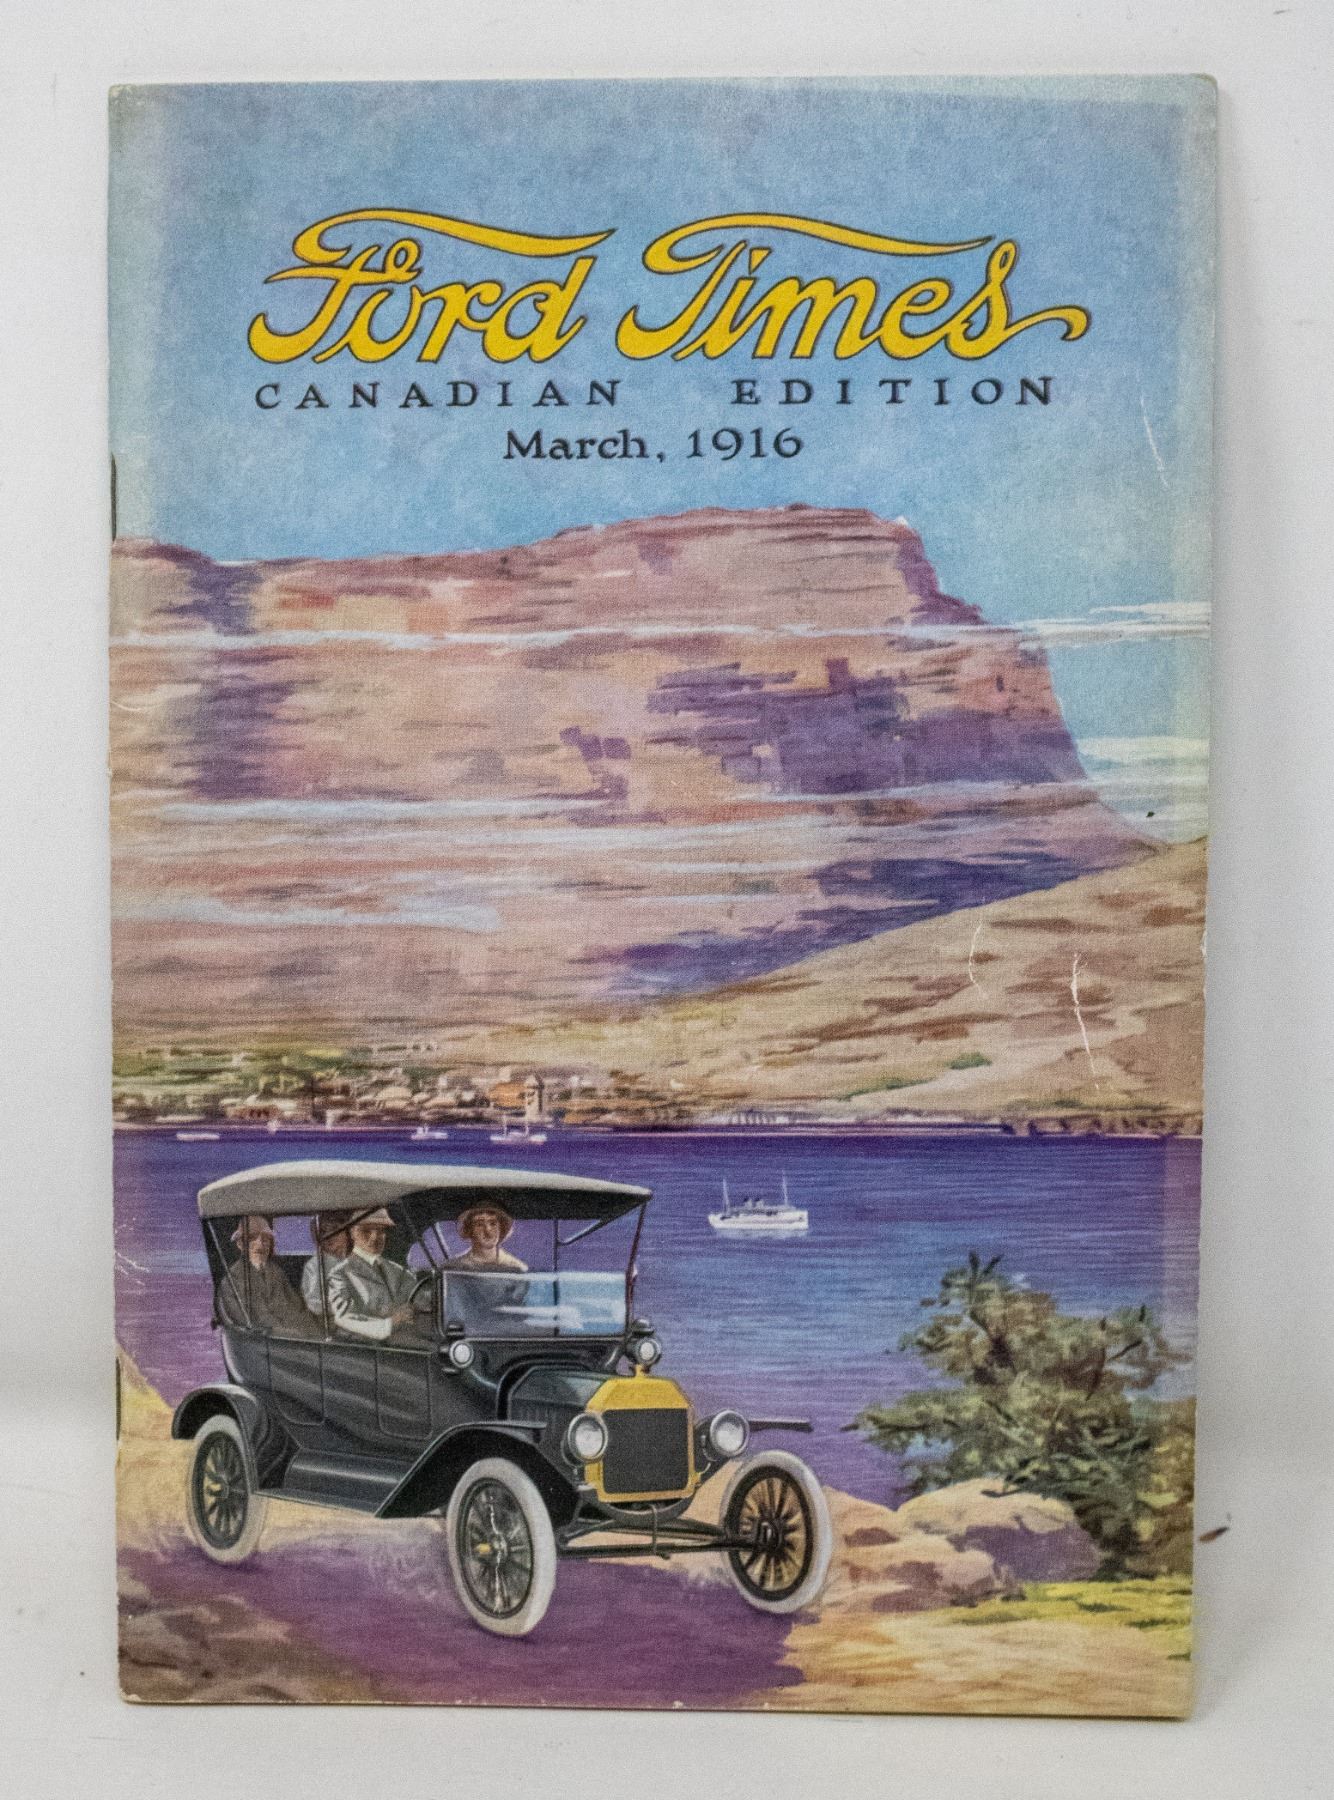 Ford Times
CANADIAN EDITION
March, 1916